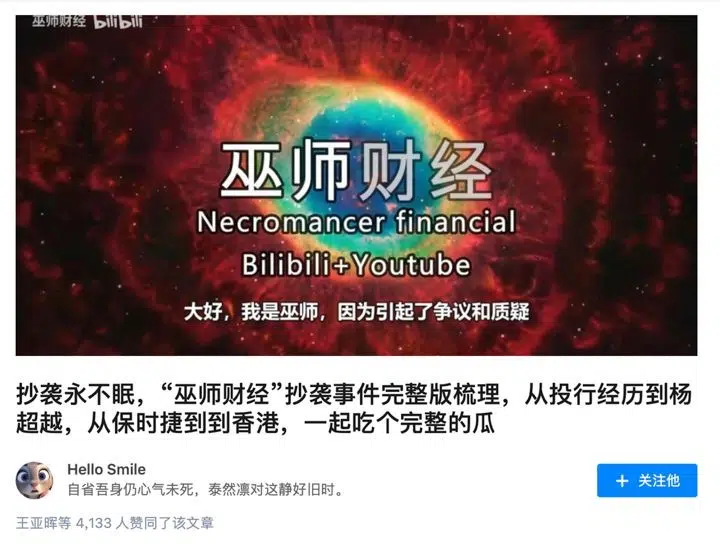 巫师财经 bilibili
巫师财经
Necromancer financial
Bilibili+Youtube
大好，我是巫师，因为引起了争议和质疑
抄袭永不眠，“巫师财经”抄袭事件完整版梳理，从投行经历到杨
超越，从保时捷到到香港，一起吃个完整的瓜
Hello Smile
自省吾身仍心气未死，泰然凛对这静好旧时。
+ 关注他
王亚晖等 4,133 人赞同了该文章